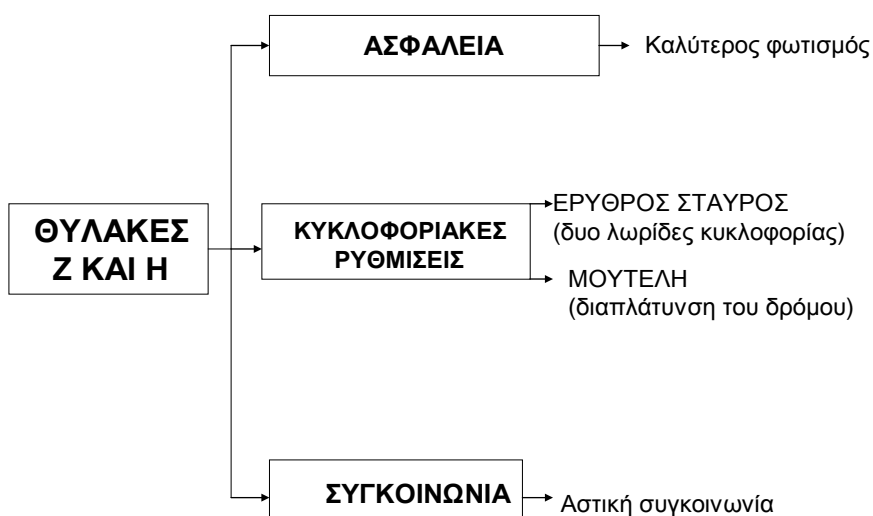 ΑΣΦΑΛΕΙΑ
Καλύτερος φωτισμός
ΘΥΛΑΚΕΣ
Ζ ΚΑΙ Η
ΚΥΚΛΟΦΟΡΙΑΚΕΣ
ΡΥΘΜΙΣΕΙΣ
ΕΡΥΘΡΟΣ ΣΤΑΥΡΟΣ
(δυο λωρίδες κυκλοφορίας)
ΜΟΥΤΕΛΗ
(διαπλάτυνση του δρόμου)
ΣΥΓΚΟΙΝΩΝΙΑ
Αστική συγκοινωνία